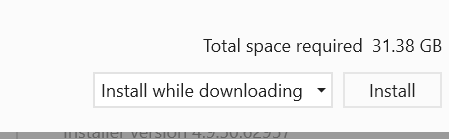 Total space required 31.38 GB
Install while downloading Install